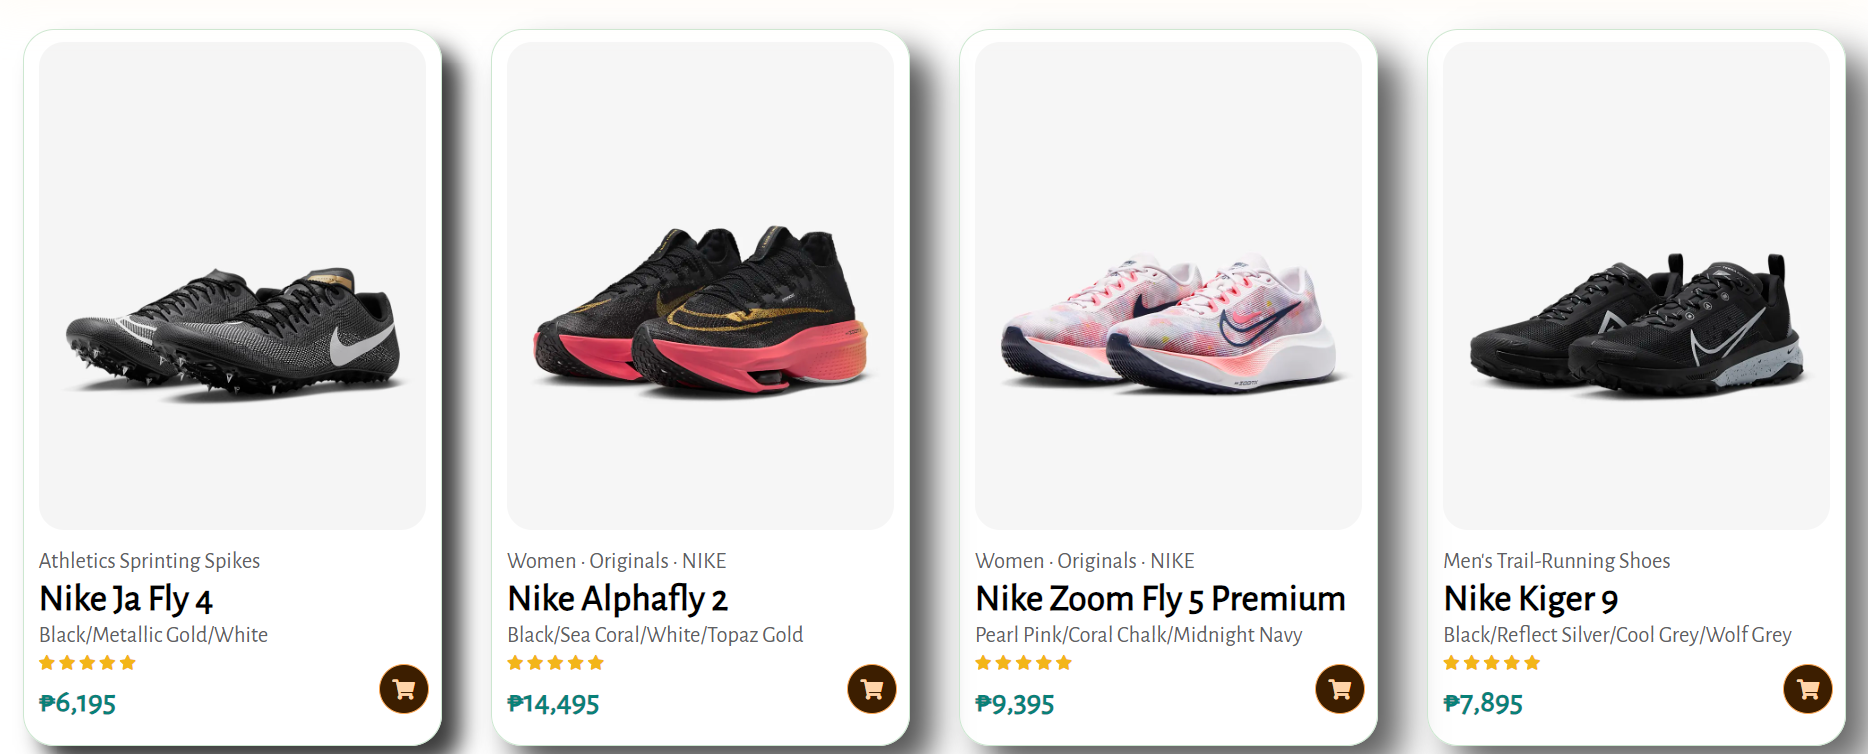 Athletics Sprinting Spikes
Nike Ja Fly 4
Black/Metallic Gold/White
₱6,195
Women · Originals · NIKE
Nike Alphafly 2
Black/Sea Coral/White/Topaz Gold
₱14,495
Women · Originals · NIKE
Nike Zoom Fly 5 Premium
Pearl Pink/Coral Chalk/Midnight Navy
₱9,395
Men's Trail-Running Shoes
Nike Kiger 9
Black/Reflect Silver/Cool Grey/Wolf Grey
₱7,895